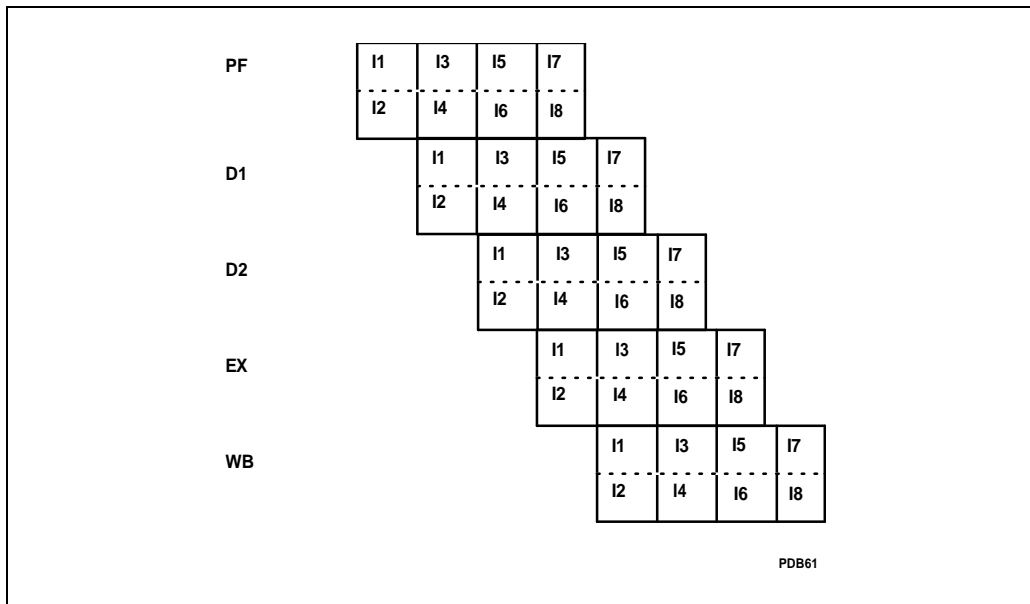 PF I1 I3 I5 I7
I2 I4 I6 I8
D1 I1 I3 I5 I7
I2 I4 I6 I8
D2 I1 I3 I5 I7
I2 I4 I6 I8
EX I1 I3 I5 I7
I2 I4 I6 I8
WB I1 I3 I5 I7
I2 I4 I6 I8
PDB61